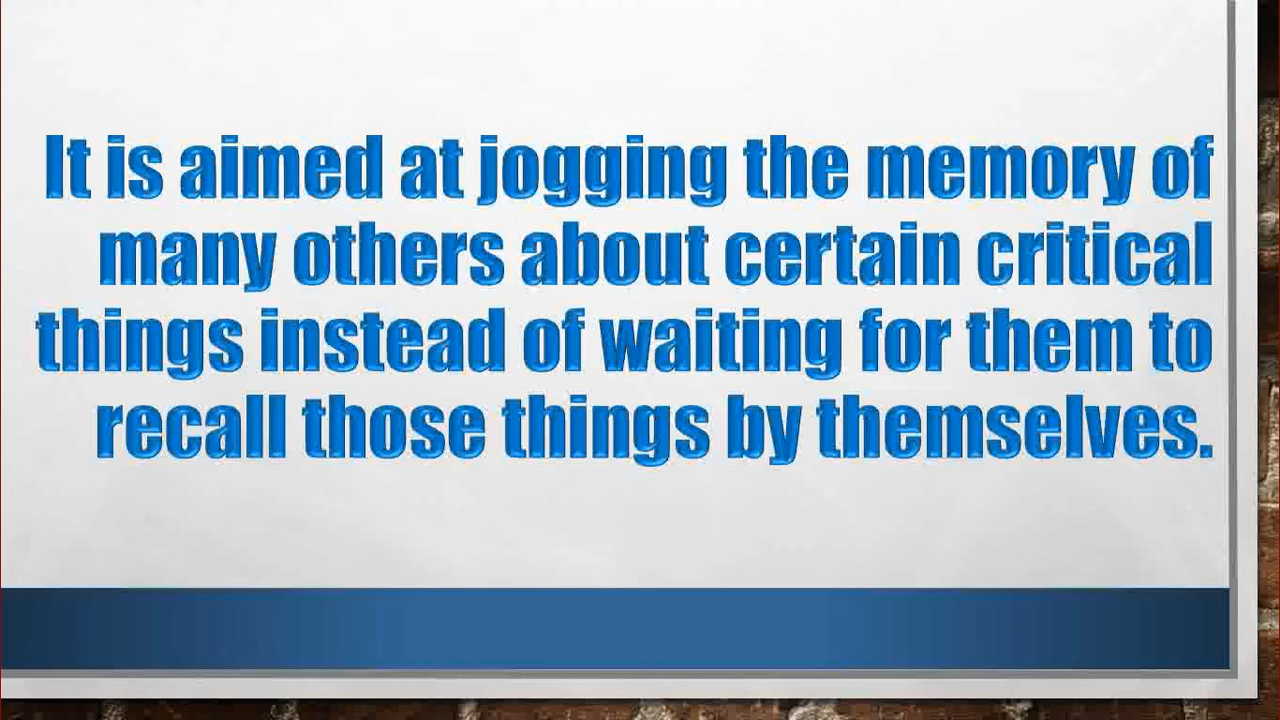 It is aimed at jogging the memory of
many others about certain critical
things instead of waiting for them to
recall those things by themselves.